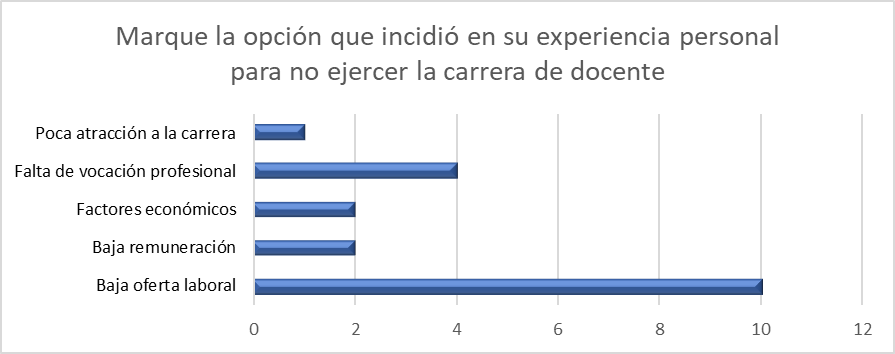 Marque la opción que incidió en su experiencia personal
para no ejercer la carrera de docente
Poca atracción a la carrera
Falta de vocación profesional
Factores económicos
Baja remuneración
Baja oferta laboral
0 2 4 6 8 10 12